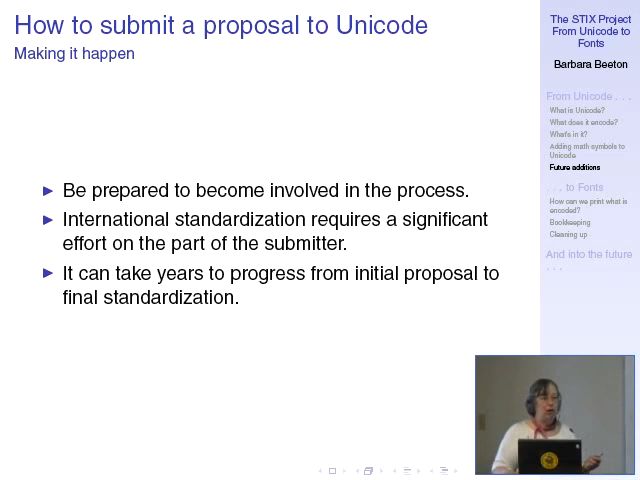 How to submit a proposal to Unicode
Making it happen
Be prepared to become involved in the process.
International standardization requires a significant
effort on the part of the submitter.
It can take years to progress from initial proposal to
final standardization.
The STIX Project
From Unicode to
Fonts
Barbara Beeton
From Unicode . . .
What is Unicode?
What does it encode?
What's in it?
Adding math symbols to
Unicode
Future additions
. . . to Fonts
How can we print what is
encoded?
Bookkeeping
Cleaning up
And into the future
. . .